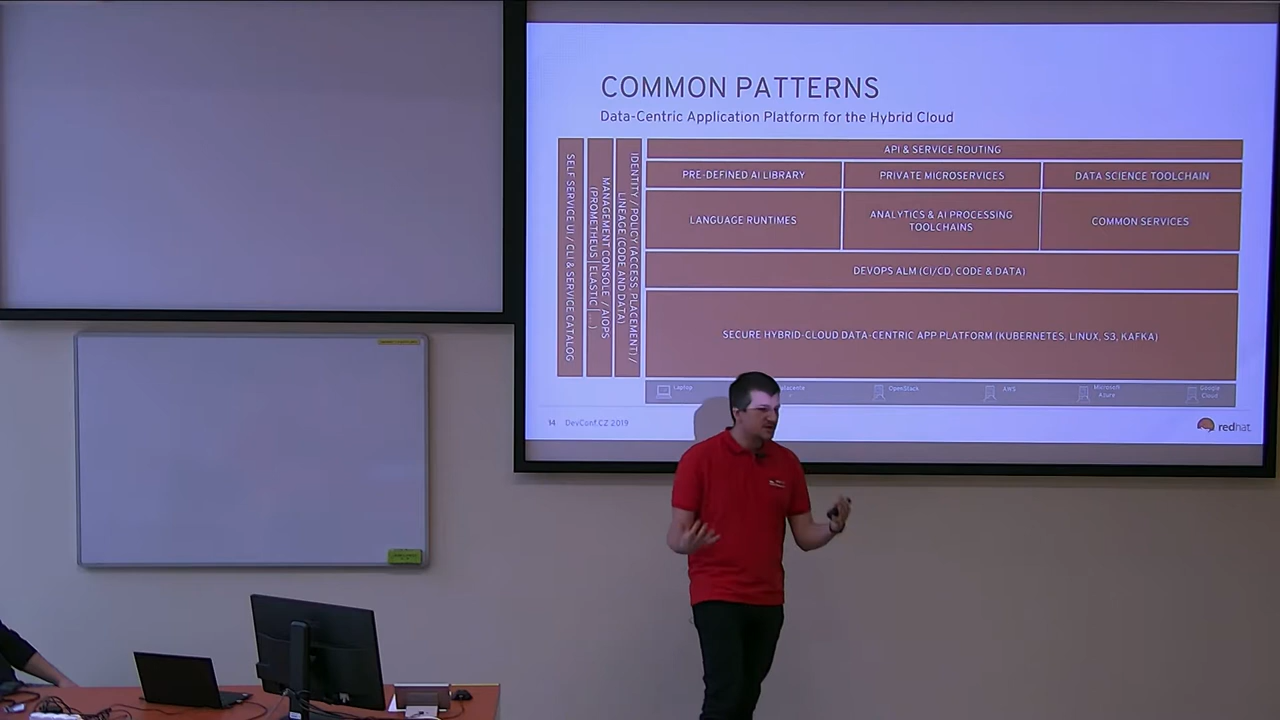 COMMON PATTERNS
Data-Centric Application Platform for the Hybrid Cloud
SELF SERVICE UI / CLI & SERVICE CATALOG
MANAGEMENT CONSOLE / AIOPS
(PROMETHEUS | ELASTIC | ... )
IDENTITY / POLICY (ACCESS, PLACEMENT) /
LINEAGE (CODE AND DATA)
API & SERVICE ROUTING
PRE-DEFINED AI LIBRARY
PRIVATE MICROSERVICES
DATA SCIENCE TOOLCHAIN
LANGUAGE RUNTIMES
ANALYTICS & AI PROCESSING
TOOLCHAINS
COMMON SERVICES
DEVOPS ALM (CI/CD, CODE & DATA)
SECURE HYBRID-CLOUD DATA-CENTRIC APP PLATFORM (KUBERNETES, LINUX, S3, KAFKA)
Laptop
OpenStack
AWS
Microsoft
Azure
Google
Cloud
14 DevConf.CZ 2019
redhat